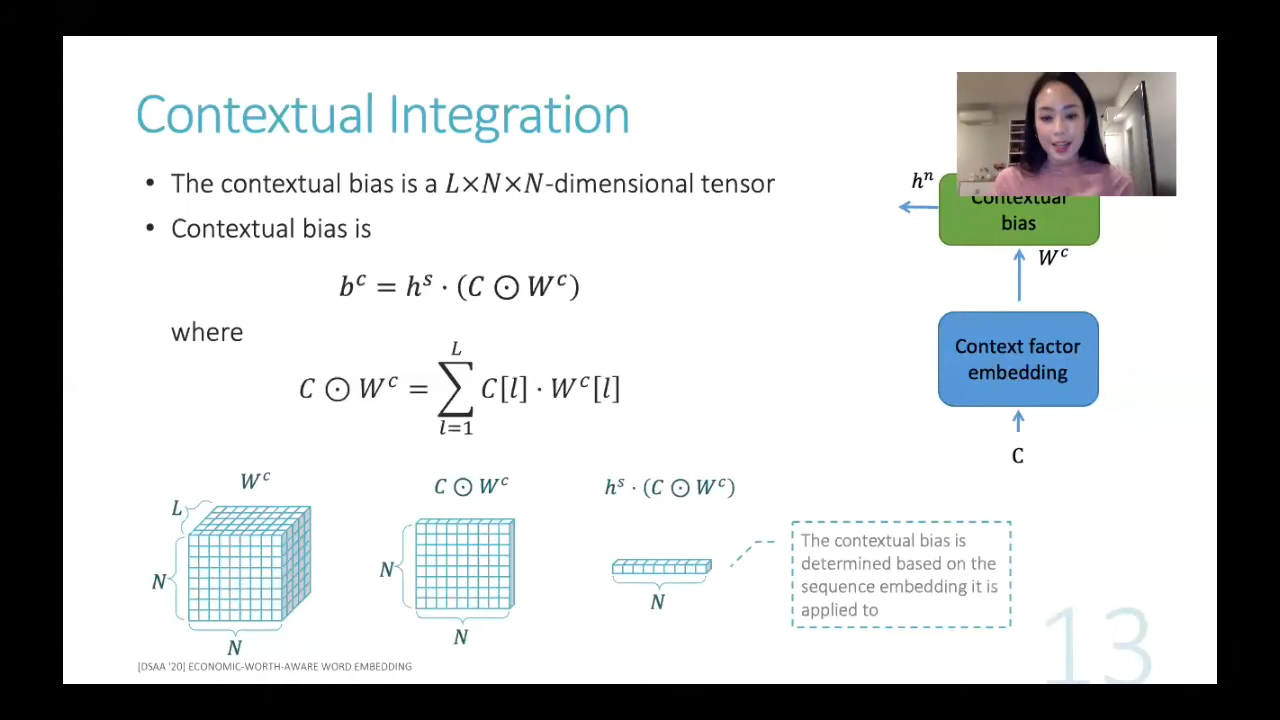 Contextual Integration
• The contextual bias is a L×N×N-dimensional tensor
• Contextual bias is
b^c = h^s · (C ⊙ W^c)
where
C ⊙ W^c = ∑_{l=1}^{L} C[l] · W^c[l]
h^n
Contextual
bias
W^c
Context factor
embedding
C
W^c
L
N
N
C ⊙ W^c
N
N
h^s · (C ⊙ W^c)
N
The contextual bias is
determined based on the
sequence embedding it is
applied to
[DSAA '20] ECONOMIC-WORTH-AWARE WORD EMBEDDING
13